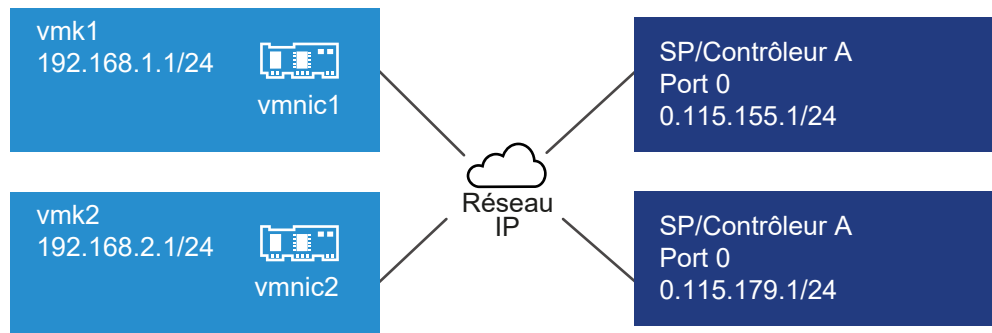 vmk1
192.168.1.1/24
vmnic1
SP/Contrôleur A
Port 0
0.115.155.1/24
Réseau
IP
vmk2
192.168.2.1/24
vmnic2
SP/Contrôleur A
Port 0
0.115.179.1/24